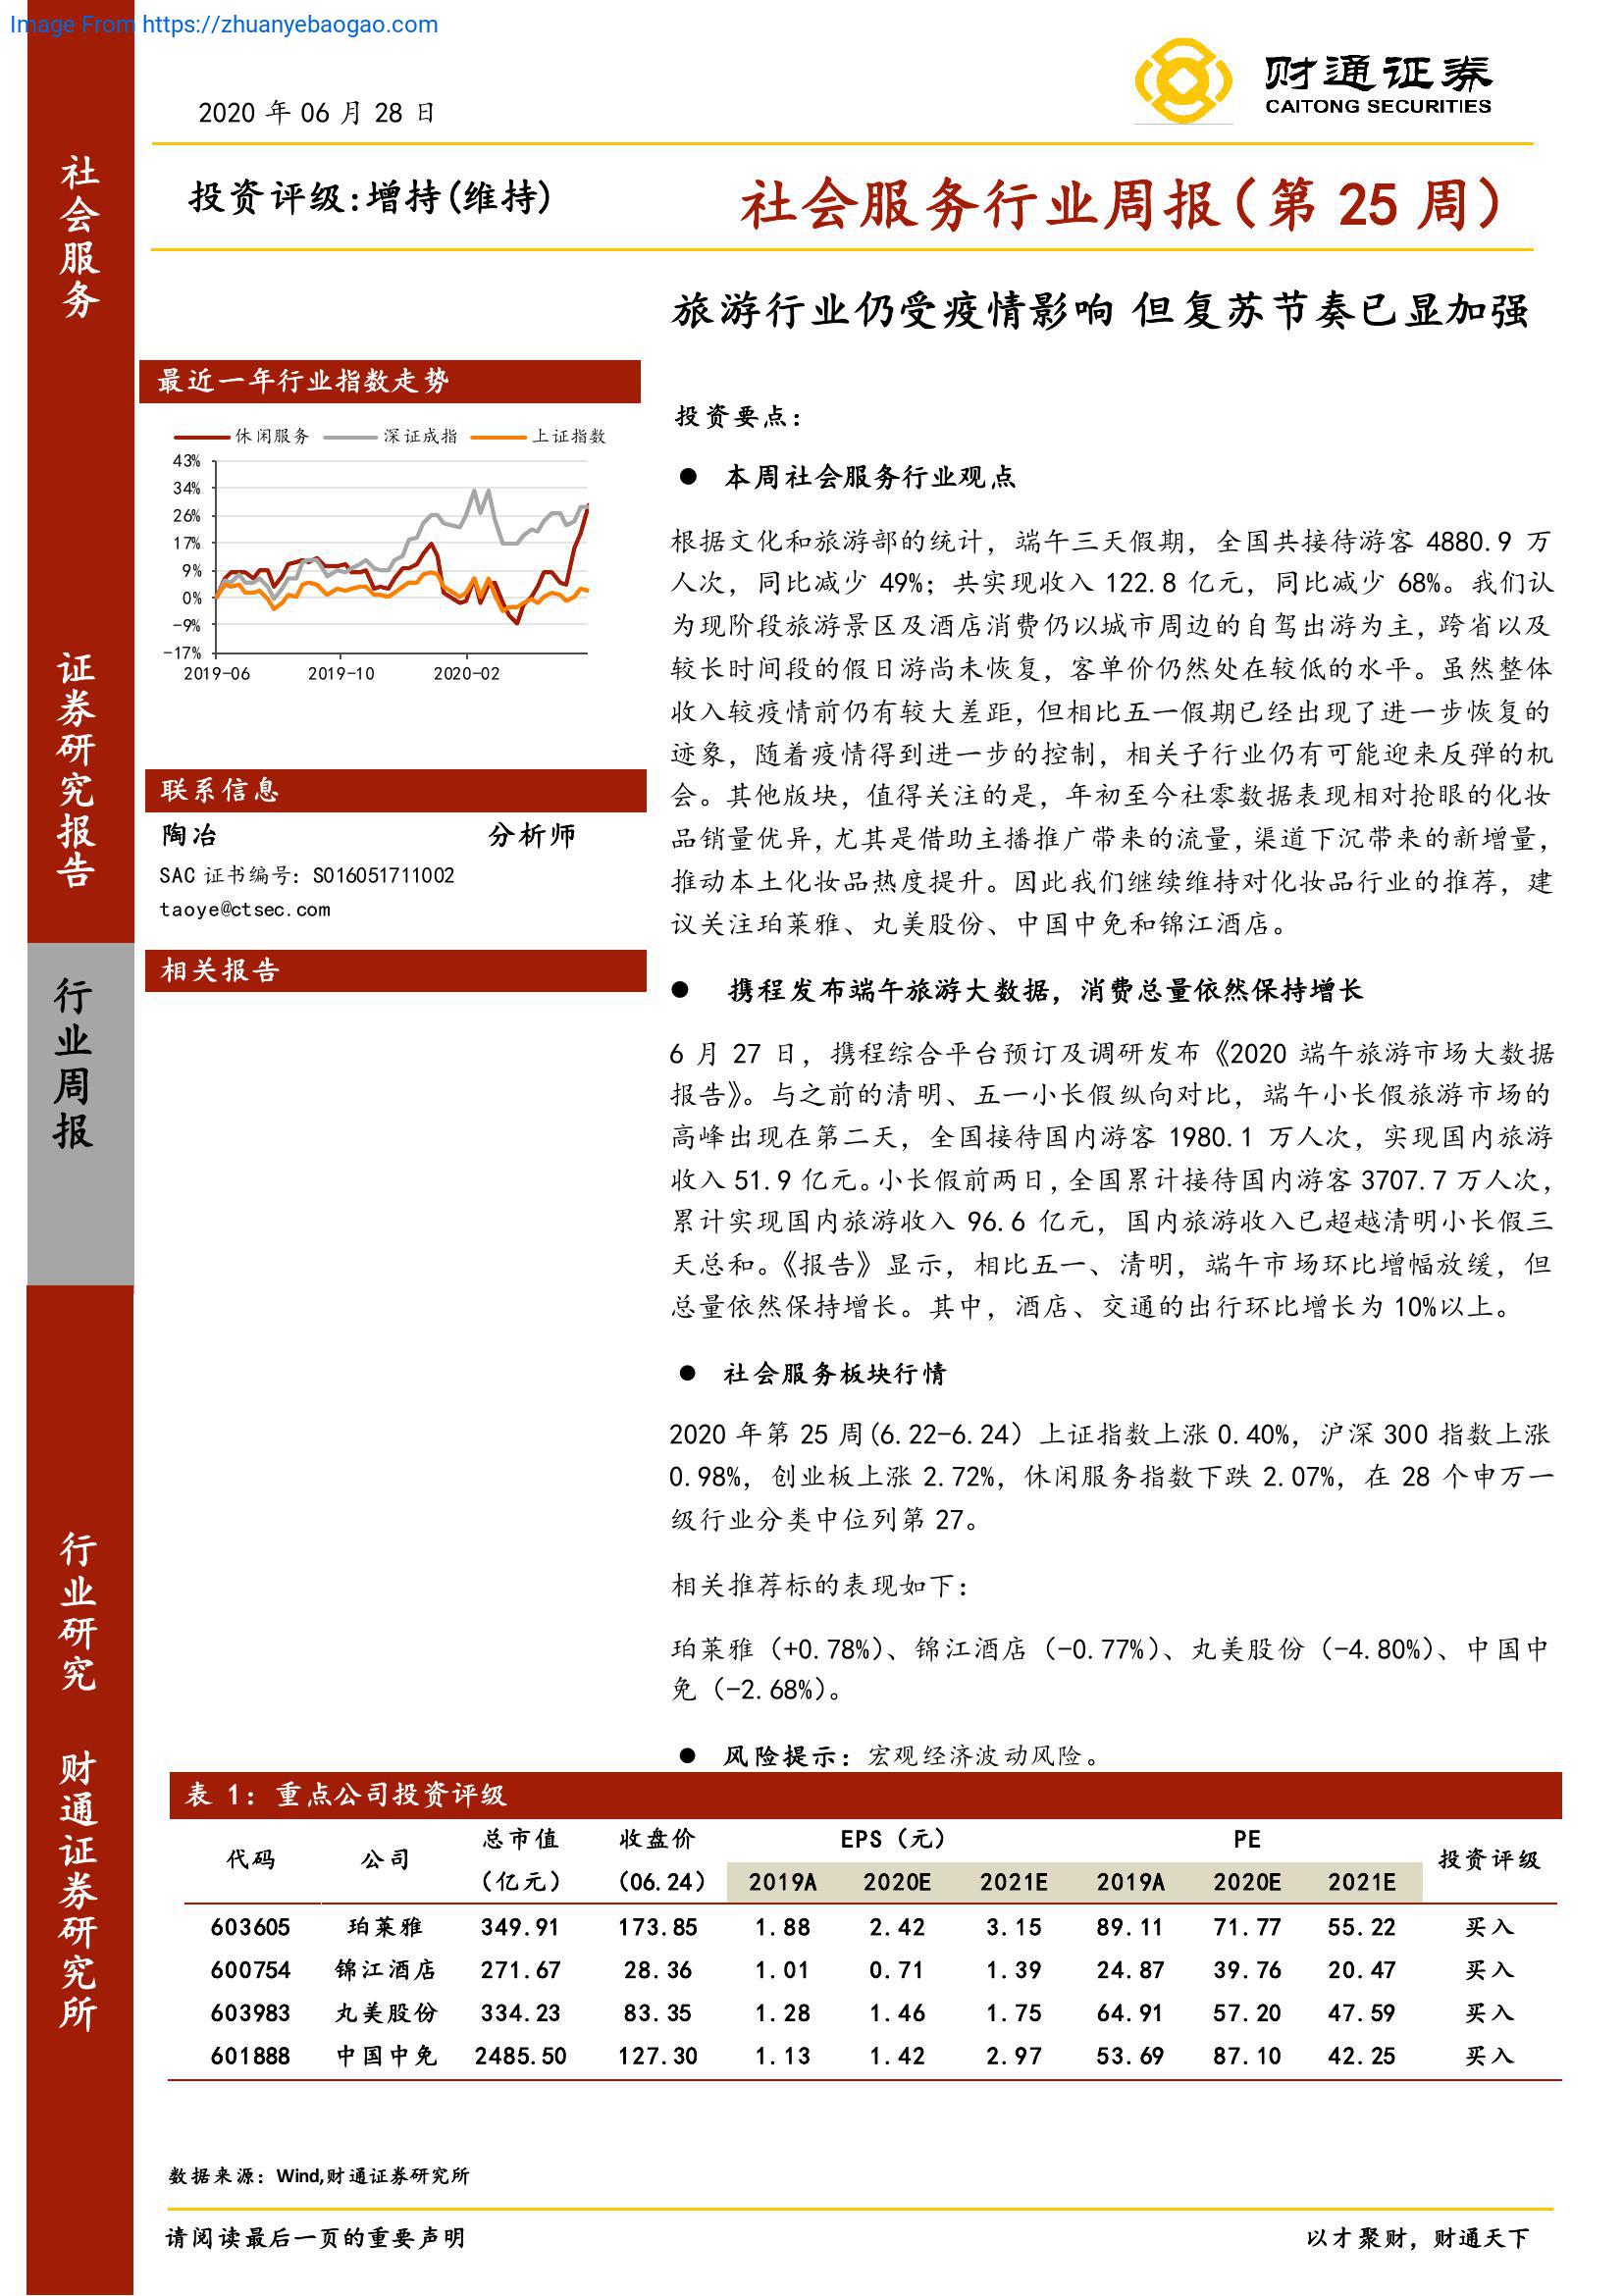 Image From https://zhuanyebaogao.com
财通证券
CAITONG SECURITIES
2020 年 06 月 28 日
投资评级:增持(维持)
社会服务行业周报(第 25 周)
旅游行业仍受疫情影响 但复苏节奏已显加强
社会服务
证券研究报告
行业周报
行业研究
财通证券研究所
最近一年行业指数走势
休闲服务 深证成指 上证指数
43%
34%
26%
17%
9%
0%
-9%
-17%
2019-06 2019-10 2020-02
联系信息
陶冶 分析师
SAC 证书编号：S016051711002
taoye@ctsec.com
相关报告
投资要点：
● 本周社会服务行业观点
根据文化和旅游部的统计，端午三天假期，全国共接待游客 4880.9 万
人次，同比减少 49%；共实现收入 122.8 亿元，同比减少 68%。我们认
为现阶段旅游景区及酒店消费仍以城市周边的自驾出游为主，跨省以及
较长时间段的假日游尚未恢复，客单价仍然处在较低的水平。虽然整体
收入较疫情前仍有较大差距，但相比五一假期已经出现了进一步恢复的
迹象，随着疫情得到进一步的控制，相关子行业仍有可能迎来反弹的机
会。其他版块，值得关注的是，年初至今社零数据表现相对抢眼的化妆
品销量优异，尤其是借助主播推广带来的流量，渠道下沉带来的新增量，
推动本土化妆品热度提升。因此我们继续维持对化妆品行业的推荐，建
议关注珀莱雅、丸美股份、中国中免和锦江酒店。
● 携程发布端午旅游大数据，消费总量依然保持增长
6 月 27 日，携程综合平台预订及调研发布《2020 端午旅游市场大数据
报告》。与之前的清明、五一小长假纵向对比，端午小长假旅游市场的
高峰出现在第二天，全国接待国内游客 1980.1 万人次，实现国内旅游
收入 51.9 亿元。小长假前两日，全国累计接待国内游客 3707.7 万人次，
累计实现国内旅游收入 96.6 亿元，国内旅游收入已超越清明小长假三
天总和。《报告》显示，相比五一、清明，端午市场环比增幅放缓，但
总量依然保持增长。其中，酒店、交通的出行环比增长为 10%以上。
● 社会服务板块行情
2020 年第 25 周(6.22-6.24）上证指数上涨 0.40%，沪深 300 指数上涨
0.98%，创业板上涨 2.72%，休闲服务指数下跌 2.07%，在 28 个申万一
级行业分类中位列第 27。
相关推荐标的表现如下：
珀莱雅（+0.78%）、锦江酒店（-0.77%）、丸美股份（-4.80%）、中国中
免（-2.68%）。
● 风险提示：宏观经济波动风险。
表 1：重点公司投资评级
代码 公司 总市值（亿元） 收盘价（06.24） EPS（元） PE 投资评级
2019A 2020E 2021E 2019A 2020E 2021E
603605 珀莱雅 349.91 173.85 1.88 2.42 3.15 89.11 71.77 55.22 买入
600754 锦江酒店 271.67 28.36 1.01 0.71 1.39 24.87 39.76 20.47 买入
603983 丸美股份 334.23 83.35 1.28 1.46 1.75 64.91 57.20 47.59 买入
601888 中国中免 2485.50 127.30 1.13 1.42 2.97 53.69 87.10 42.25 买入
数据来源：Wind,财通证券研究所
请阅读最后一页的重要声明
以才聚财，财通天下